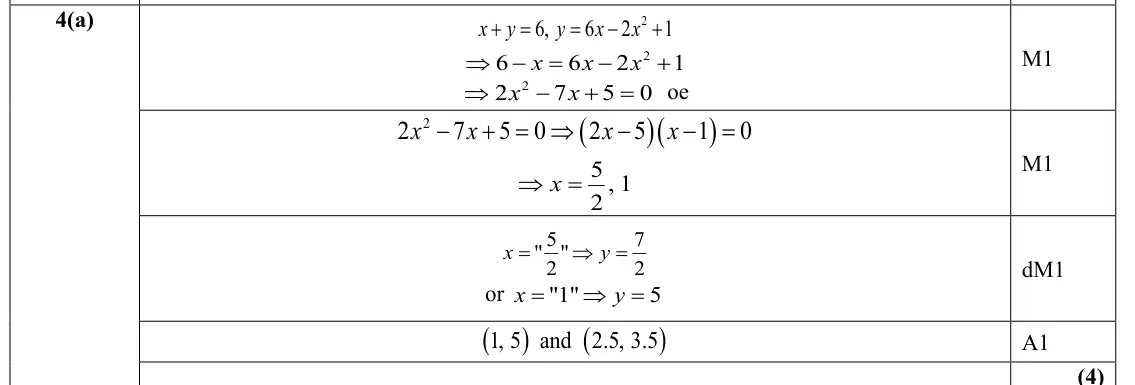 4(a)
x + y = 6, y = 6x − 2x² + 1
⇒ 6 − x = 6x − 2x² + 1
⇒ 2x² − 7x + 5 = 0 oe
M1
2x² − 7x + 5 = 0 ⇒ (2x − 5)(x − 1) = 0
⇒ x = 5/2, 1
M1
x = "5/2" ⇒ y = 7/2
or x = "1" ⇒ y = 5
dM1
(1, 5) and (2.5, 3.5)
A1
(4)